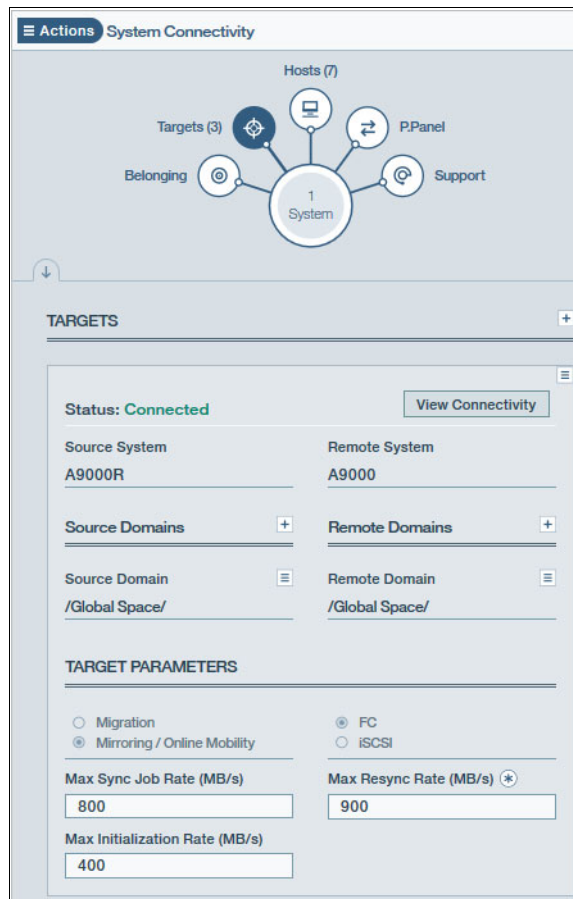 Actions System Connectivity
Hosts (7)
Targets (3)
P.Panel
Belonging
Support
1
System
TARGETS
Status: Connected
View Connectivity
Source System
Remote System
A9000R
A9000
Source Domains
Remote Domains
Source Domain
Remote Domain
/Global Space/
/Global Space/
TARGET PARAMETERS
Migration
FC
Mirroring / Online Mobility
iSCSI
Max Sync Job Rate (MB/s)
Max Resync Rate (MB/s)
800
900
Max Initialization Rate (MB/s)
400